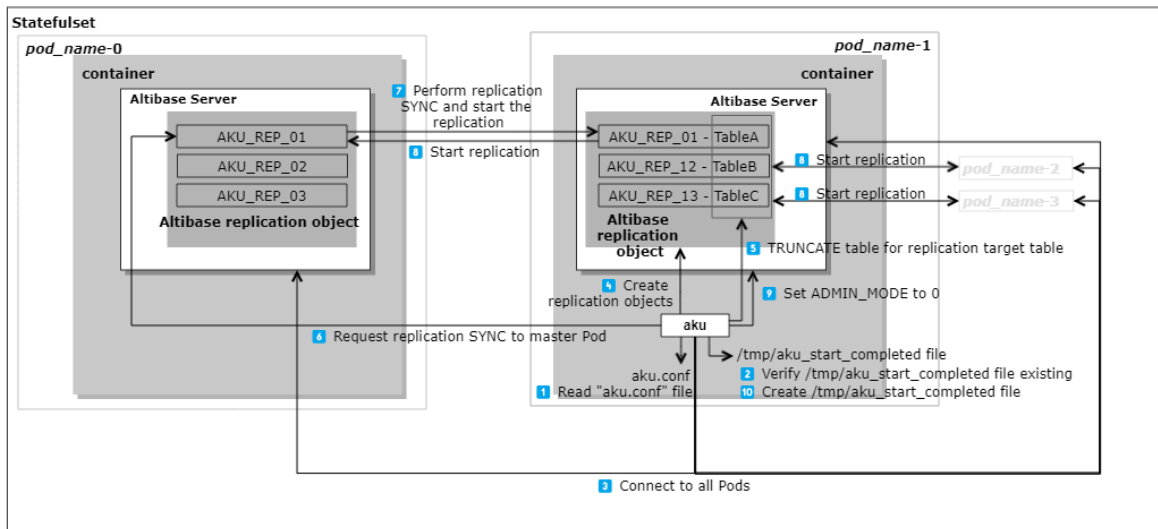 Statefulset
pod_name-0
container
Altibase Server
AKU_REP_01
AKU_REP_02
AKU_REP_03
Altibase replication object
7 Perform replication
SYNC and start the
replication
8 Start replication
pod_name-1
container
Altibase Server
AKU_REP_01 - TableA
AKU_REP_12 - TableB
AKU_REP_13 - TableC
Altibase
replication
object
8 Start replication
pod_name-2
8 Start replication
pod_name-3
5 TRUNCATE table for replication target table
4 Create
replication objects
9 Set ADMIN_MODE to 0
aku
6 Request replication SYNC to master Pod
/tmp/aku_start_completed file
aku.conf
2 Verify /tmp/aku_start_completed file existing
1 Read "aku.conf" file
10 Create /tmp/aku_start_completed file
3 Connect to all Pods